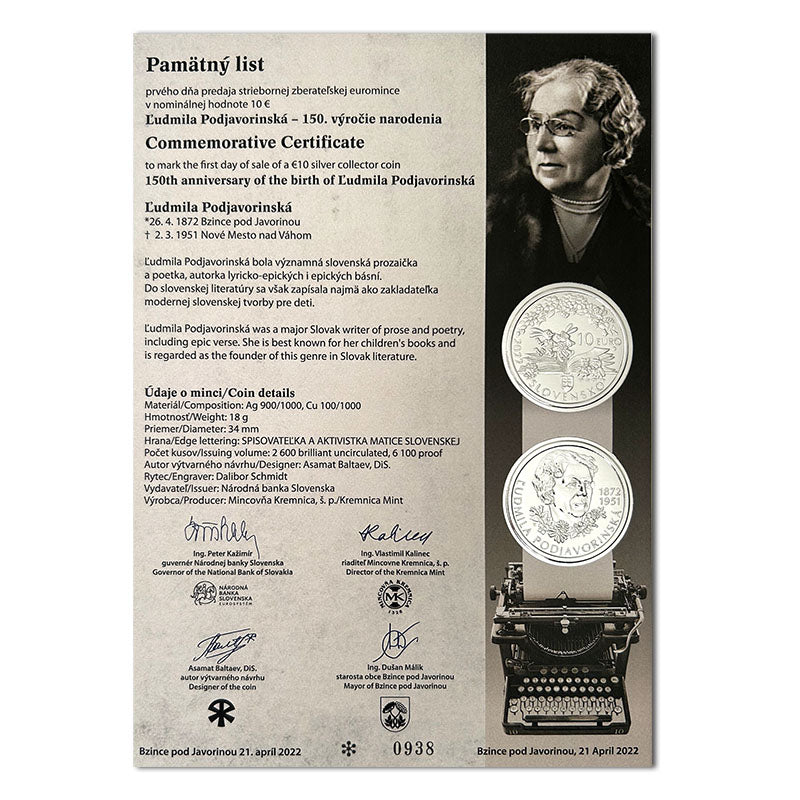 Pamätný list
prvého dňa predaja striebornej zberateľskej euromince
v nominálnej hodnote 10 €
Ľudmila Podjavorinská – 150. výročie narodenia
Commemorative Certificate
to mark the first day of sale of a €10 silver collector coin
150th anniversary of the birth of Ľudmila Podjavorinská
Ľudmila Podjavorinská
*26. 4. 1872 Bzince pod Javorinou
† 2. 3. 1951 Nové Mesto nad Váhom
Ľudmila Podjavorinská bola významná slovenská prozaička
a poetka, autorka lyricko-epických i epických básní.
Do slovenskej literatúry sa však zapísala najmä ako zakladateľka
modernej slovenskej tvorby pre deti.
Ľudmila Podjavorinská was a major Slovak writer of prose and poetry,
including epic verse. She is best known for her children's books and
is regarded as the founder of this genre in Slovak literature.
Údaje o minci/Coin details
Materiál/Composition: Ag 900/1000, Cu 100/1000
Hmotnosť/Weight: 18 g
Priemer/Diameter: 34 mm
Hrana/Edge lettering: SPISOVATEĽKA A AKTIVISTKA MATICE SLOVENSKEJ
Počet kusov/Issuing volume: 2 600 brilliant uncirculated, 6 100 proof
Autor výtvarného návrhu/Designer: Asamat Baltaev, DiS.
Rytec/Engraver: Dalibor Schmidt
Vydavateľ/Issuer: Národná banka Slovenska
Výrobca/Producer: Mincovňa Kremnica, š. p./Kremnica Mint
Ing. Peter Kažimír
guvernér Národnej banky Slovenska
Governor of the National Bank of Slovakia
NÁRODNÁ
BANKA
SLOVENSKA
EUROSYSTÉM
Kalinec
Ing. Vlastimil Kalinec
riaditeľ Mincovne Kremnica, š. p.
Director of the Kremnica Mint
MINCOVŇA KREMNICA
MK
1328
Asamat Baltaev, DiS.
autor výtvarného návrhu
Designer of the coin
Ing. Dušan Málik
starosta obce Bzince pod Javorinou
Mayor of Bzince pod Javorinou
Bzince pod Javorinou 21. apríl 2022
0938
Bzince pod Javorinou, 21 April 2022
2022
10 EURO
SLOVENSKO
1872
1951
ĽUDMILA PODJAVORINSKÁ
10